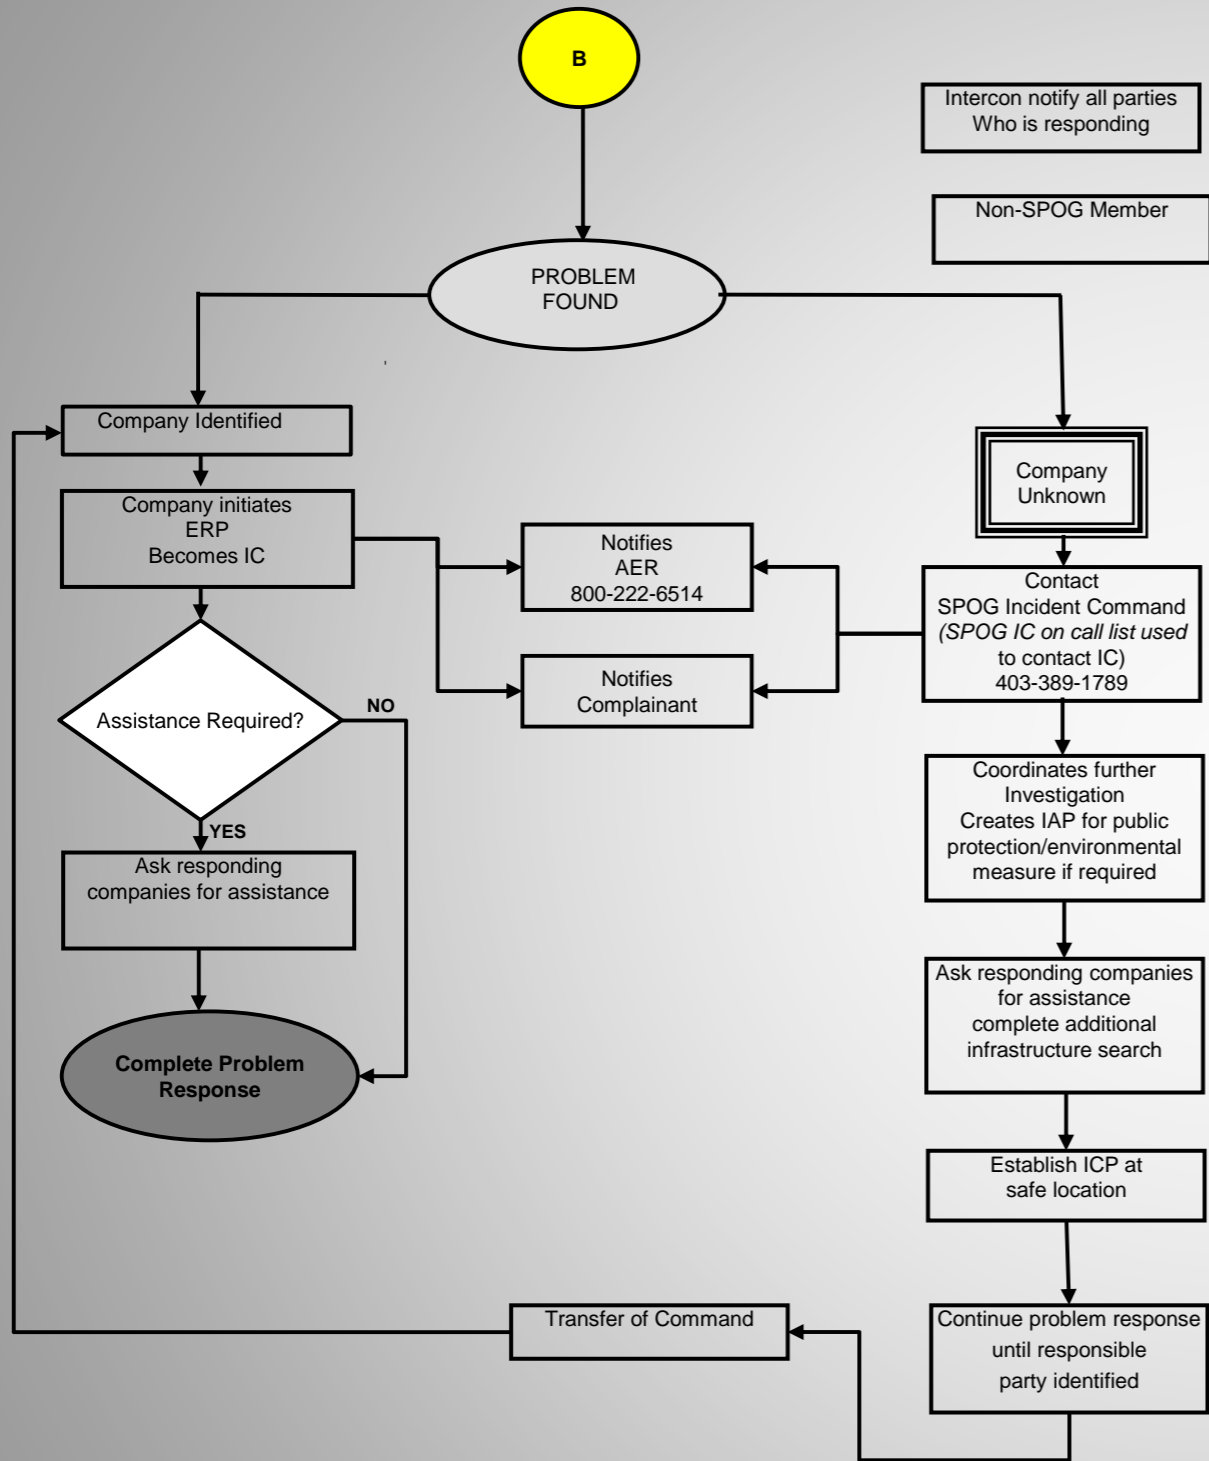 B
Intercon notify all parties
Who is responding
Non-SPOG Member
PROBLEM
FOUND
Company Identified
Company initiates
ERP
Becomes IC
Notifies
AER
800-222-6514
Notifies
Complainant
Assistance Required?
NO
YES
Ask responding
companies for assistance
Complete Problem
Response
Company
Unknown
Contact
SPOG Incident Command
(SPOG IC on call list used
to contact IC)
403-389-1789
Coordinates further
Investigation
Creates IAP for public
protection/environmental
measure if required
Ask responding companies
for assistance
complete additional
infrastructure search
Establish ICP at
safe location
Continue problem response
until responsible
party identified
Transfer of Command